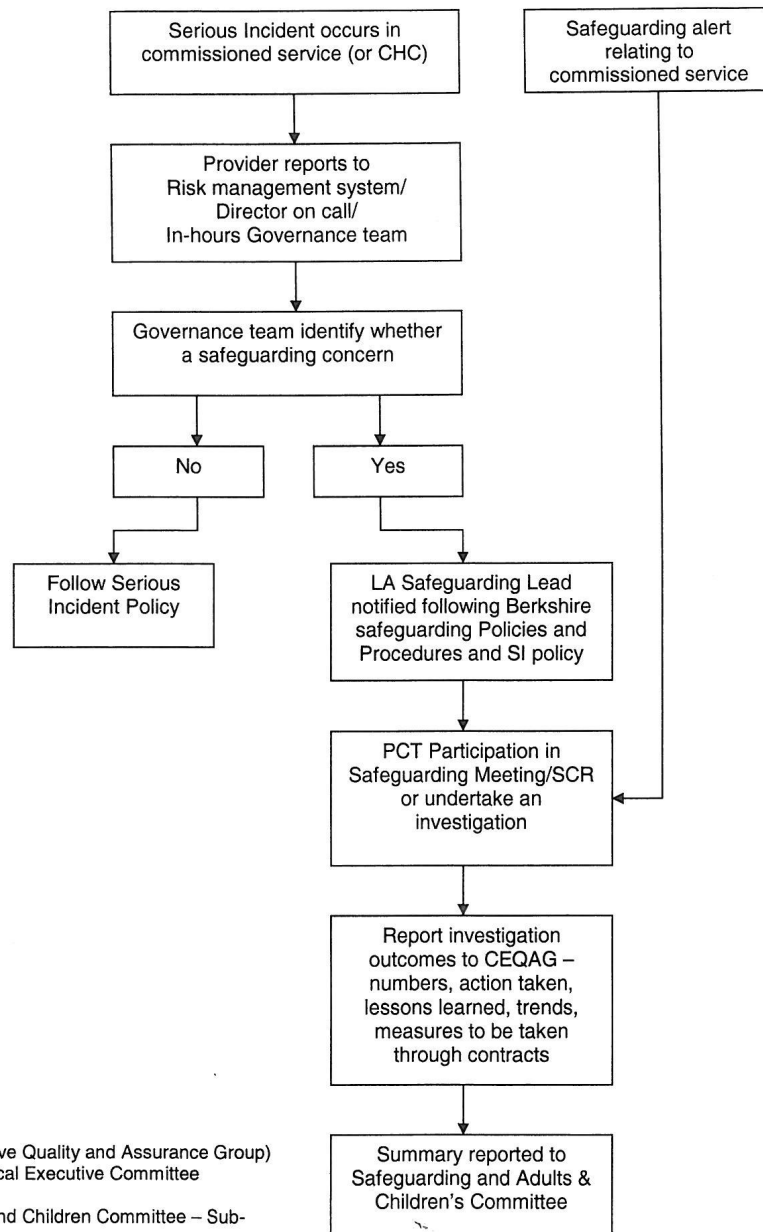 Serious Incident occurs in
commissioned service (or CHC)
Safeguarding alert
relating to
commissioned service
Provider reports to
Risk management system/
Director on call/
In-hours Governance team
Governance team identify whether
a safeguarding concern
No
Yes
Follow Serious
Incident Policy
LA Safeguarding Lead
notified following Berkshire
safeguarding Policies and
Procedures and SI policy
PCT Participation in
Safeguarding Meeting/SCR
or undertake an
investigation
Report investigation
outcomes to CEQAG –
numbers, action taken,
lessons learned, trends,
measures to be taken
through contracts
Summary reported to
Safeguarding and Adults &
Children's Committee
ve Quality and Assurance Group)
cal Executive Committee
nd Children Committee – Sub-